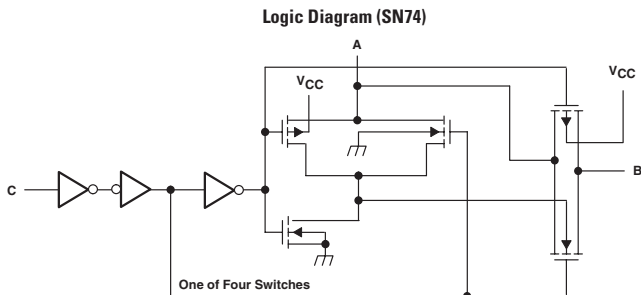 Logic Diagram (SN74)
A
VCC
VCC
C
B
One of Four Switches